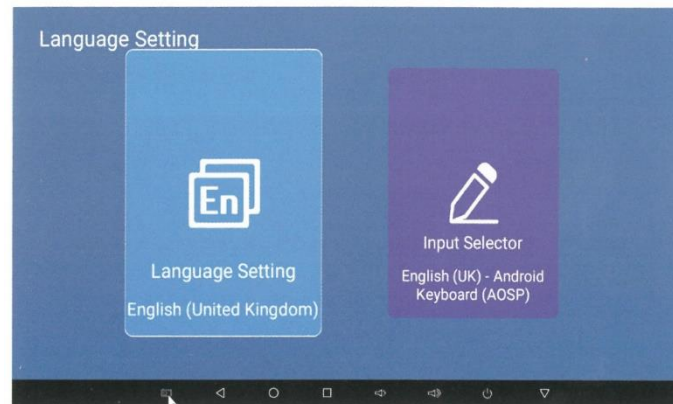 Language Setting
En
Language Setting
English (United Kingdom)
Input Selector
English (UK) - Android
Keyboard (AOSP)